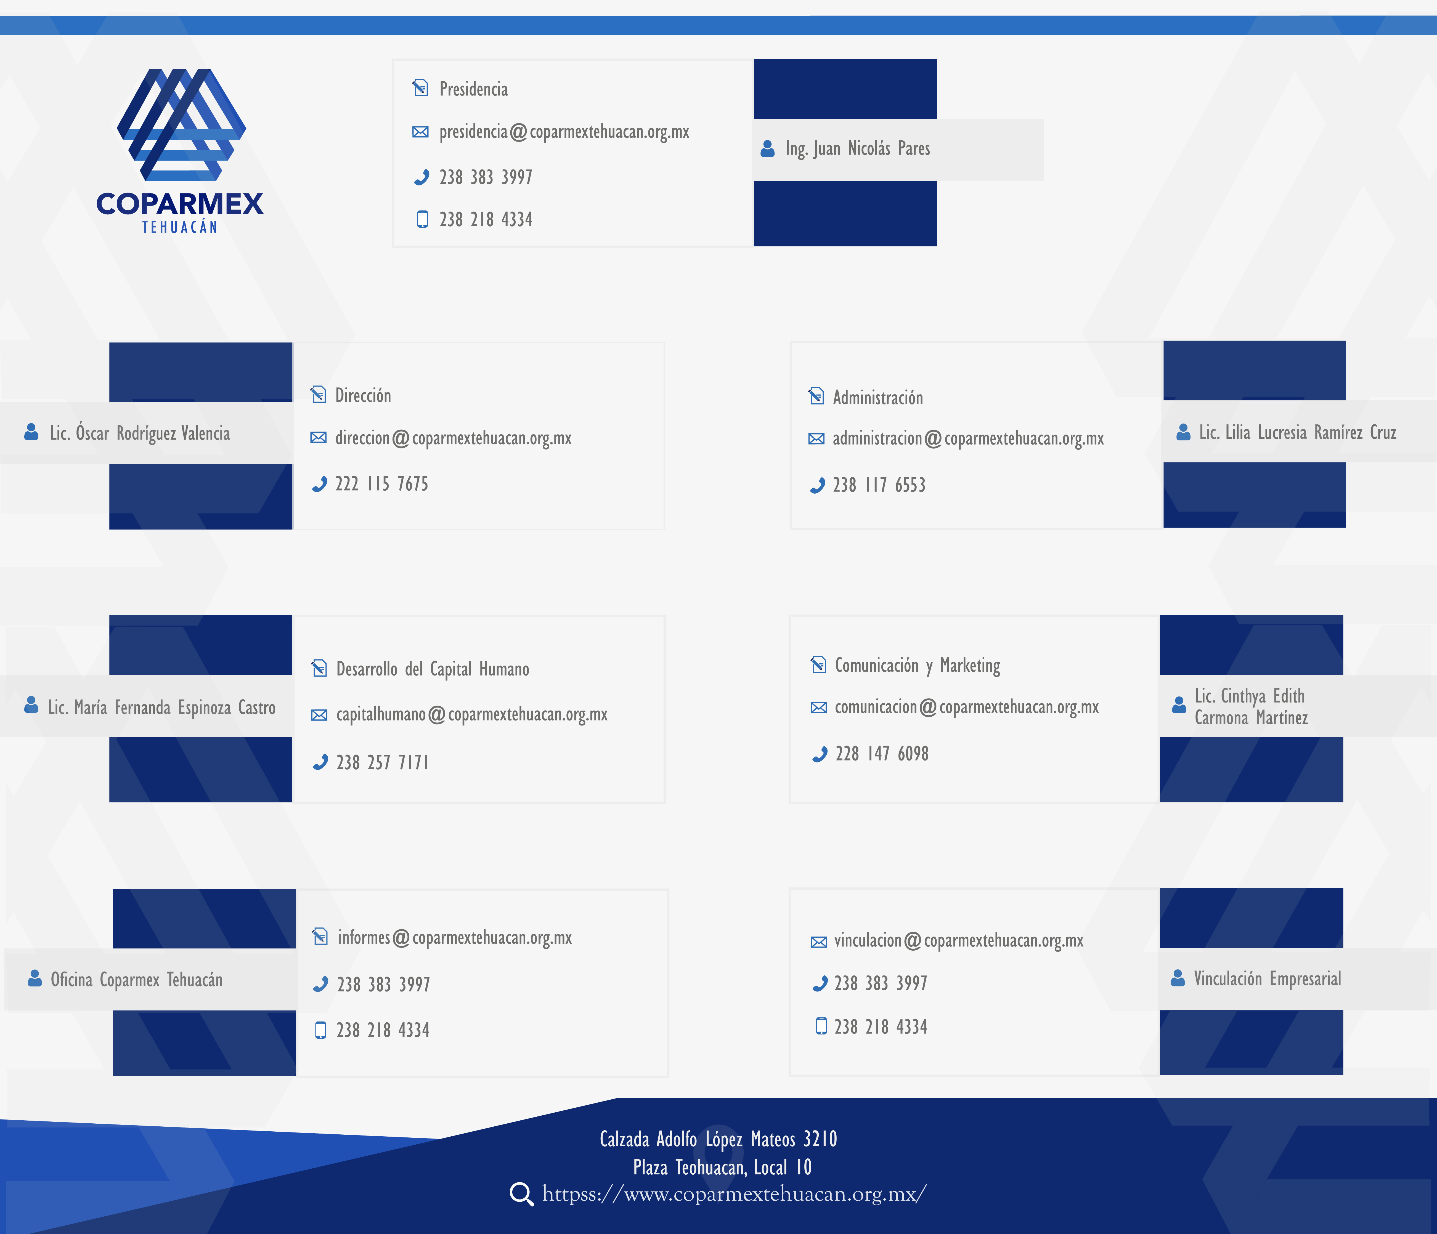 COPARMEX
TEHUACÁN
Presidencia
presidencia@coparmextehuacan.org.mx
238 383 3997
238 218 4334
Ing. Juan Nicolás Pares
Lic. Óscar Rodríguez Valencia
Dirección
direccion@coparmextehuacan.org.mx
222 115 7675
Administración
administracion@coparmextehuacan.org.mx
238 117 6553
Lic. Lilia Lucresia Ramírez Cruz
Lic. María Fernanda Espinoza Castro
Desarrollo del Capital Humano
capitalhumano@coparmextehuacan.org.mx
238 257 7171
Comunicación y Marketing
comunicacion@coparmextehuacan.org.mx
228 147 6098
Lic. Cinthya Edith
Carmona Martínez
Oficina Coparmex Tehuacán
informes@coparmextehuacan.org.mx
238 383 3997
238 218 4334
vinculacion@coparmextehuacan.org.mx
238 383 3997
238 218 4334
Vinculación Empresarial
Calzada Adolfo López Mateos 3210
Plaza Teohuacan, Local 10
httpss://www.coparmextehuacan.org.mx/